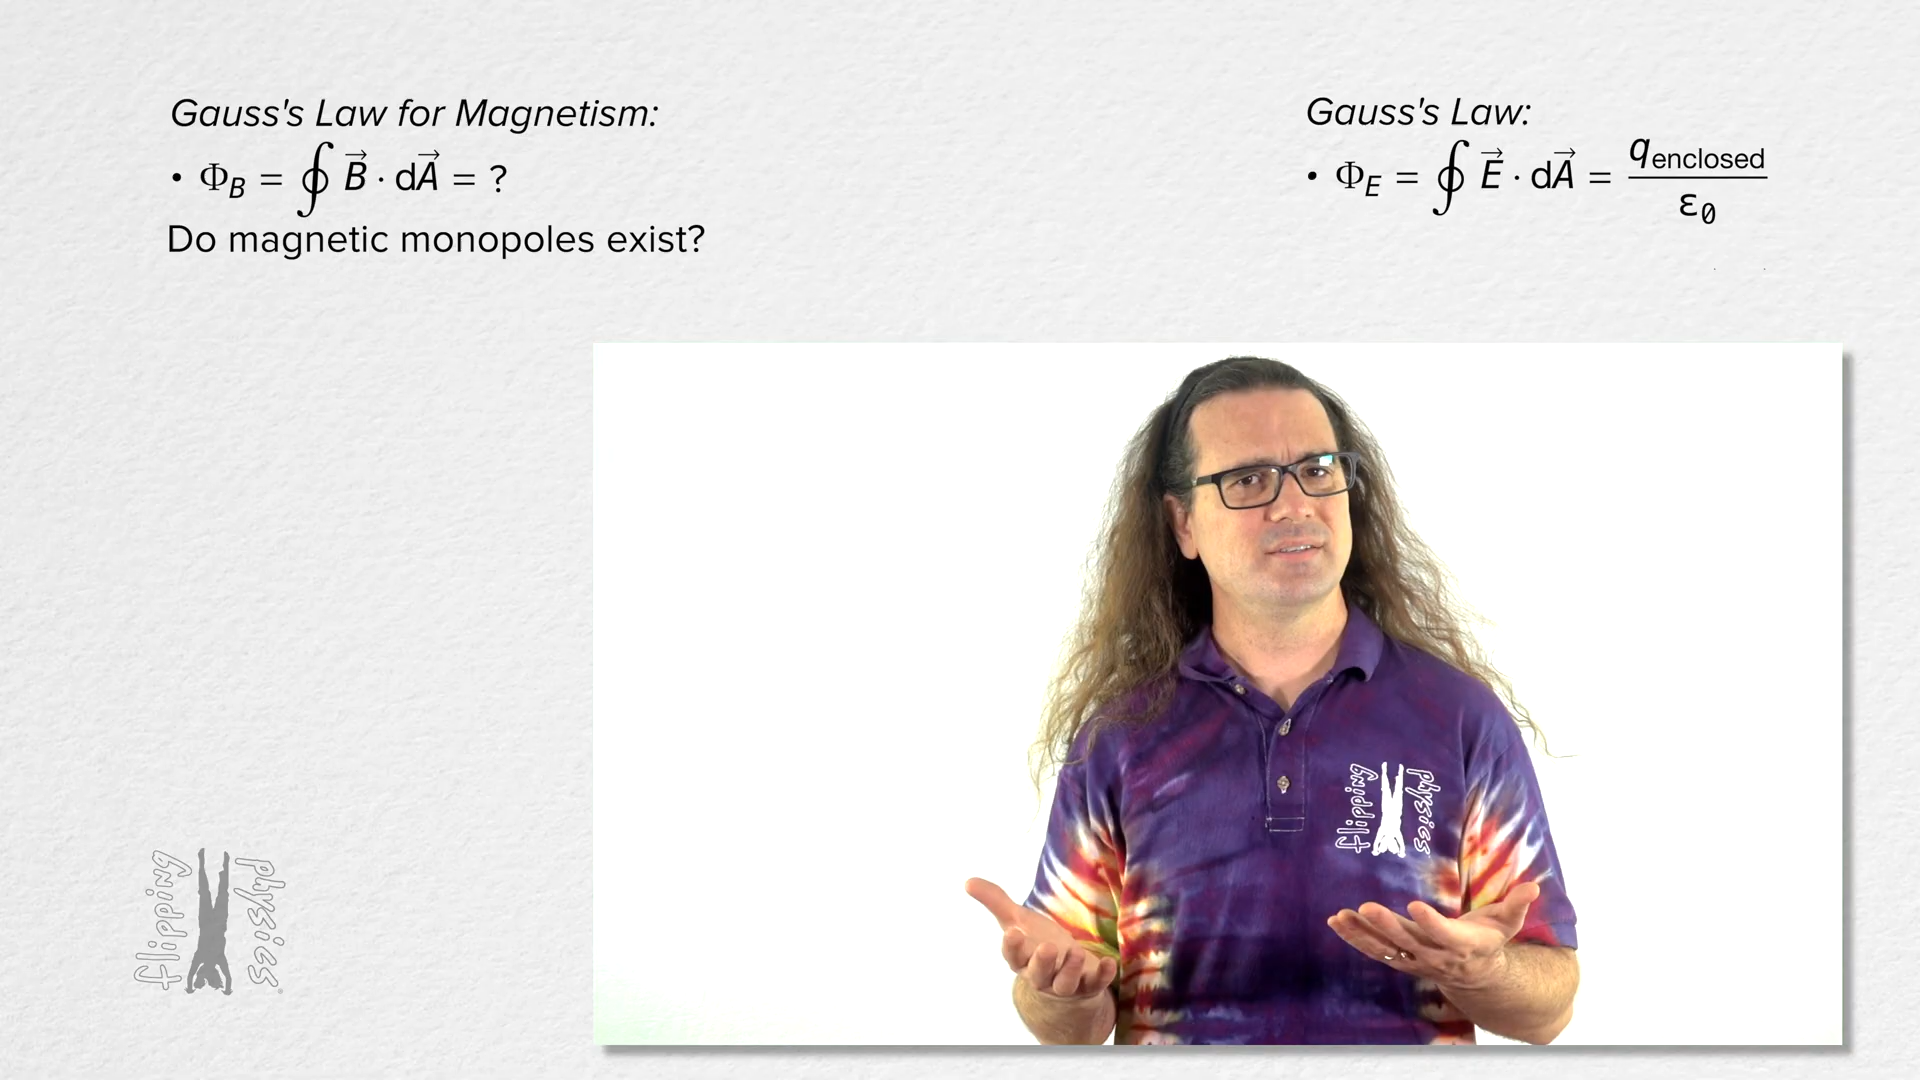 Gauss's Law for Magnetism:
• Φ_B = ∮ B⃗ · dA⃗ = ?
Do magnetic monopoles exist?
Gauss's Law:
• Φ_E = ∮ E⃗ · dA⃗ = q_enclosed / ε_0
flipping physics
flipping physics